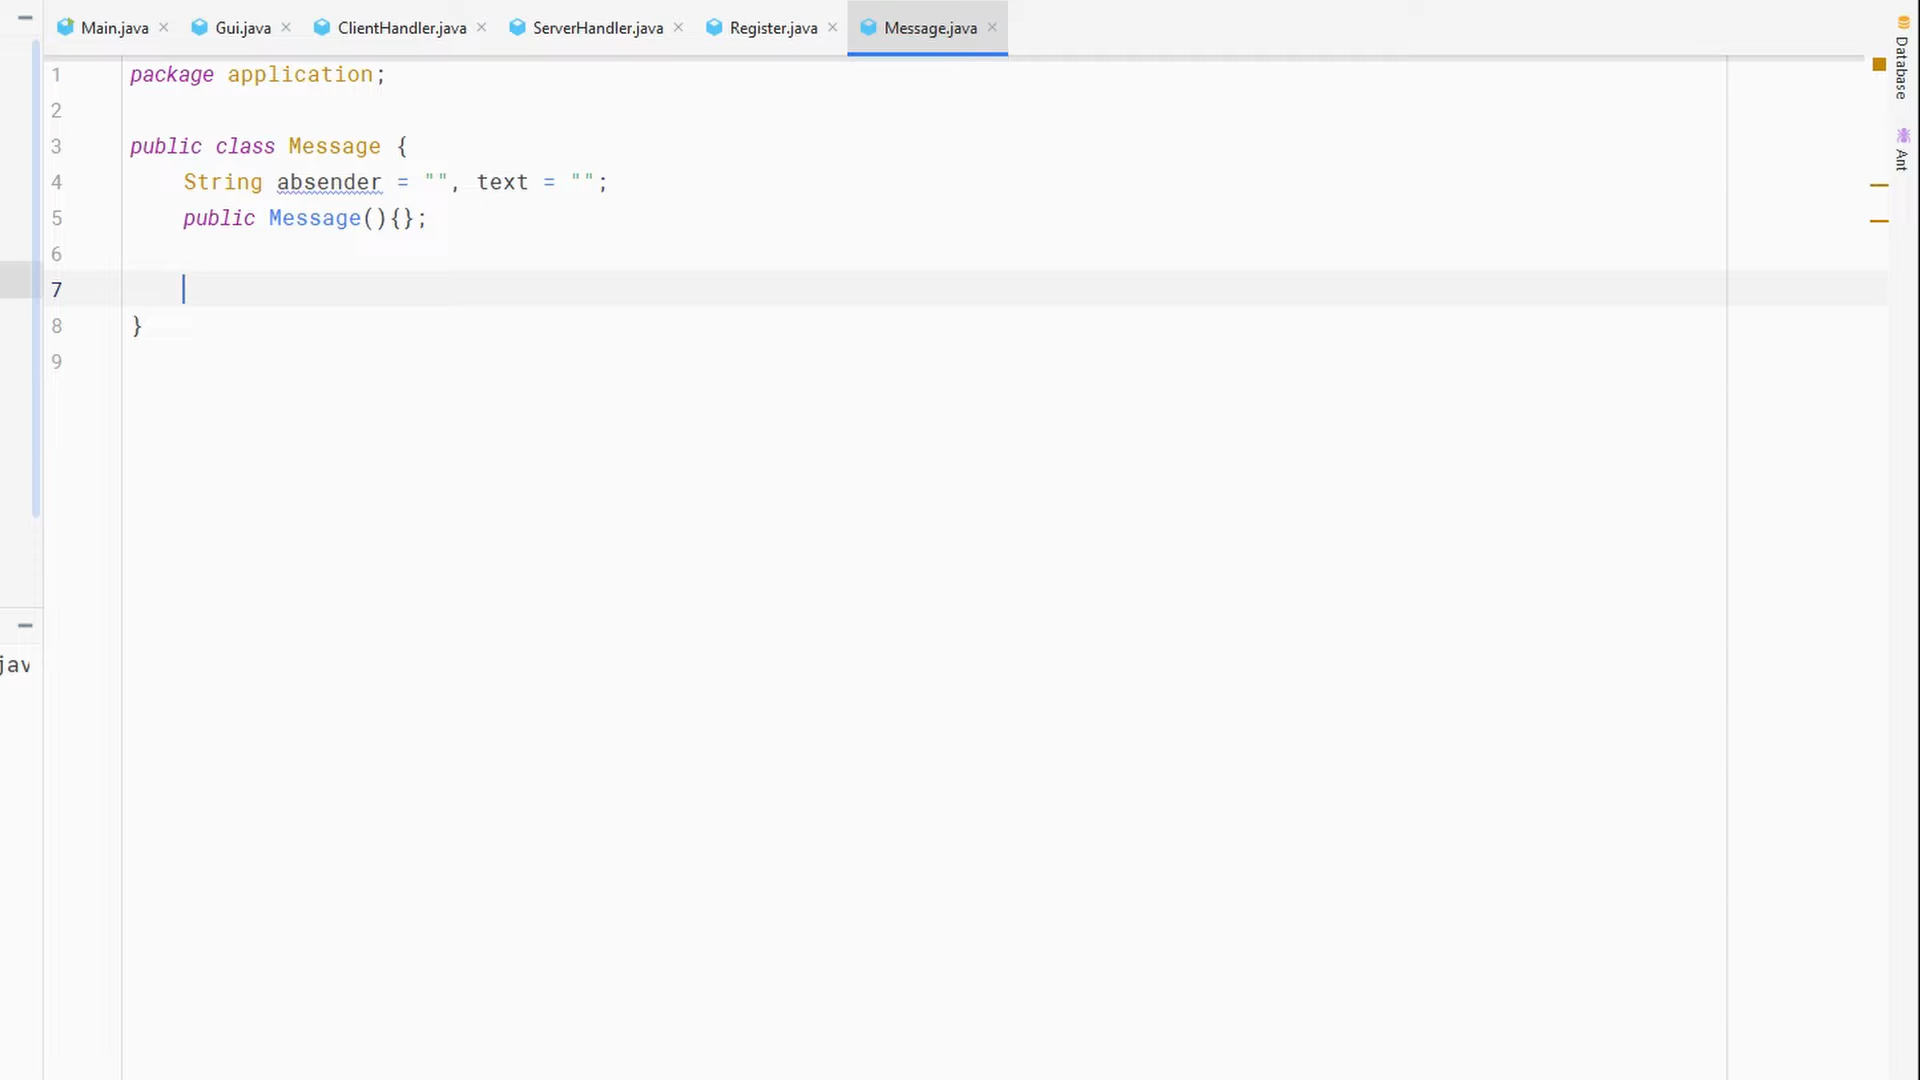 Main.java Gui.java ClientHandler.java ServerHandler.java Register.java Message.java
1 package application;
2
3 public class Message {
4 String absender = "", text = "";
5 public Message(){};
6
7
8 }
9
jav
Database
Ant